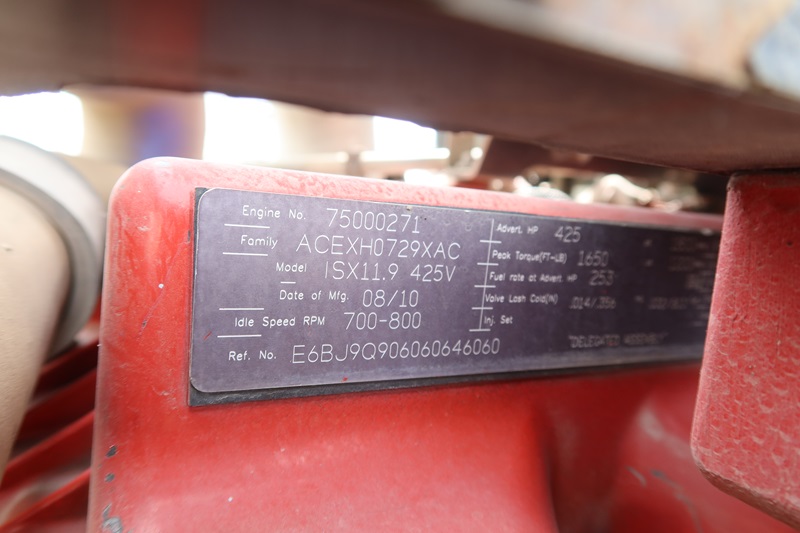 Engine No. 75000271
Family ACEXH0729XAC
Model ISX11.9 425V
Date of Mfg. 08/10
Idle Speed RPM 700-800
Ref. No. E6BJ9Q906060646060
Advert. HP 425
Peak Torque(FT-LB) 1650
Fuel rate at Advert. HP 253
Valve Lash Cold(IN) .014/.356
Inj. Set
"DELEGATED ASSEMBLY"